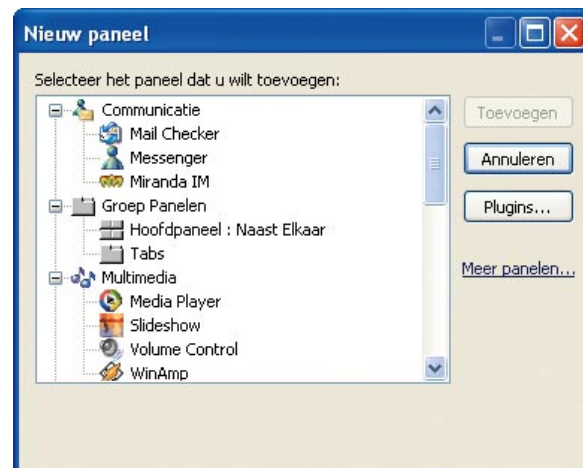 Nieuw paneel
Selecteer het paneel dat u wilt toevoegen:
Communicatie
Mail Checker
Messenger
Miranda IM
Groep Panelen
Hoofdpaneel : Naast Elkaar
Tabs
Multimedia
Media Player
Slideshow
Volume Control
WinAmp
Toevoegen
Annuleren
Plugins...
Meer panelen...